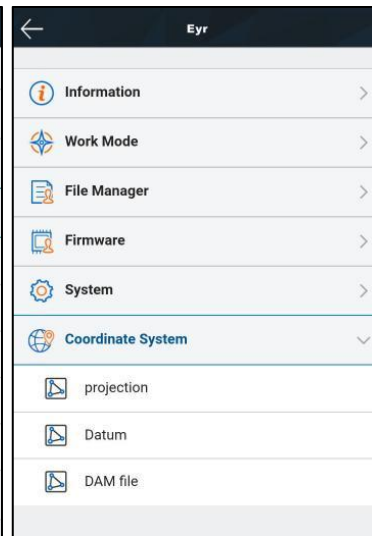 Eyr
Information
Work Mode
File Manager
Firmware
System
Coordinate System
projection
Datum
DAM file